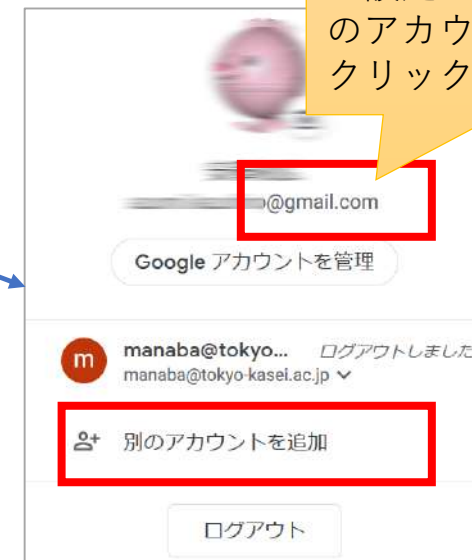 のアカウ
クリック
@gmail.com
Google アカウントを管理
m
manaba@tokyo... ログアウトしました
manaba@tokyo-kasei.ac.jp
別のアカウントを追加
ログアウト